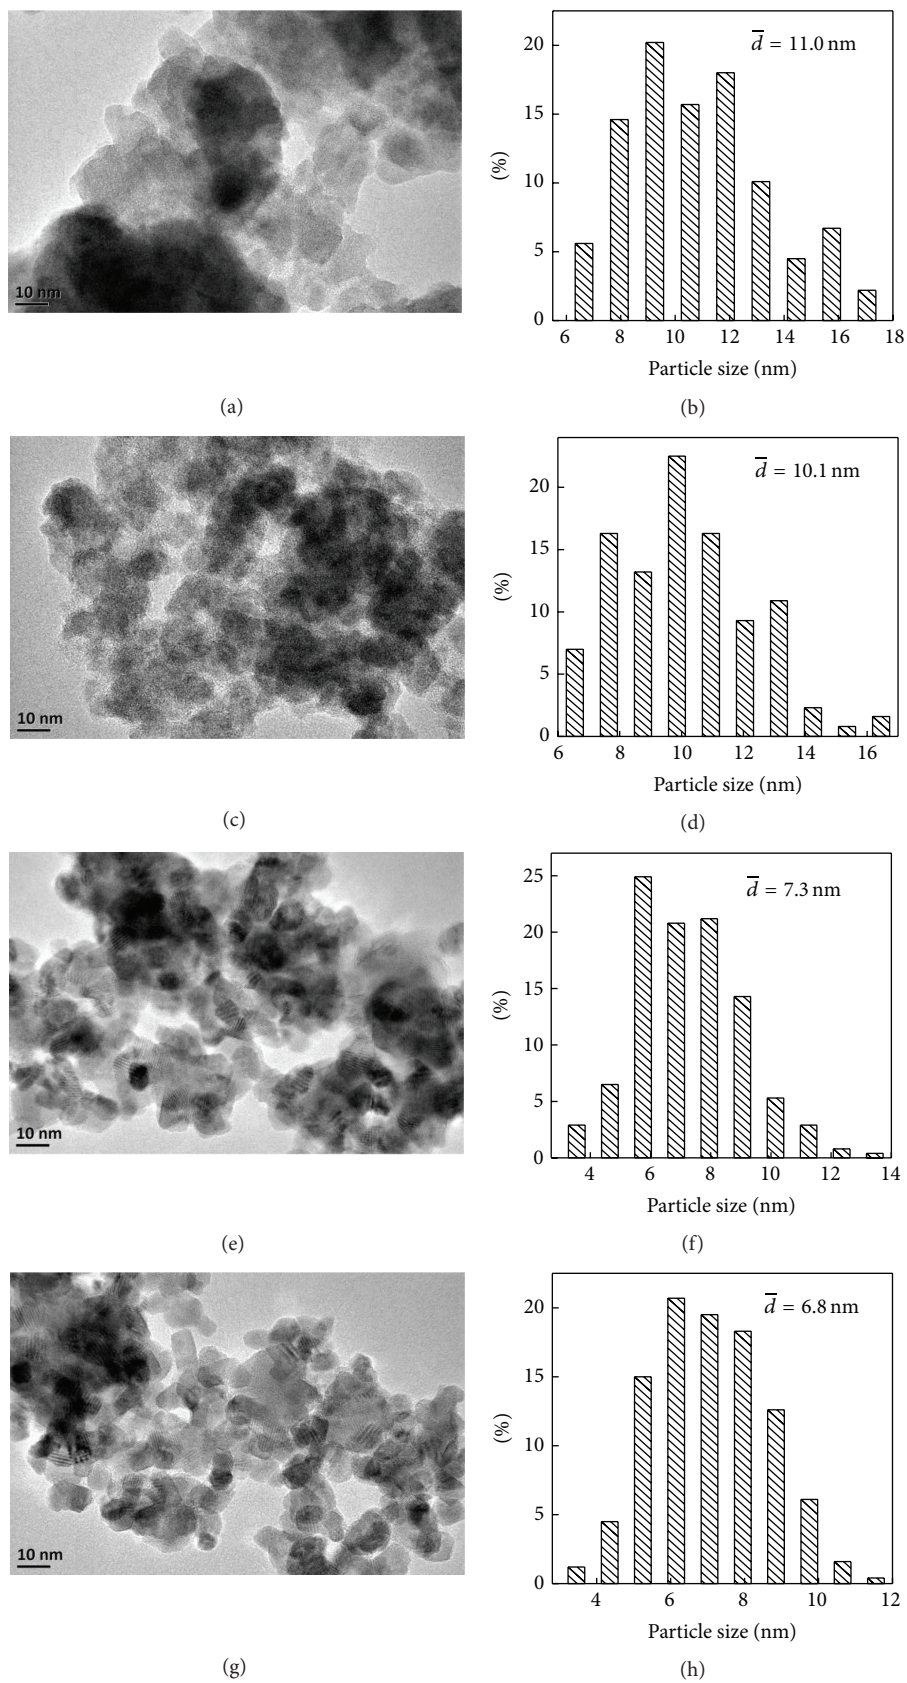 10 nm
(%)
20
15
10
5
0
d̅ = 11.0 nm
6 8 10 12 14 16 18
Particle size (nm)
(a)
(b)
10 nm
(%)
20
15
10
5
0
d̅ = 10.1 nm
6 8 10 12 14 16
Particle size (nm)
(c)
(d)
10 nm
(%)
25
20
15
10
5
0
d̅ = 7.3 nm
4 6 8 10 12 14
Particle size (nm)
(e)
(f)
10 nm
(%)
20
15
10
5
0
d̅ = 6.8 nm
4 6 8 10 12
Particle size (nm)
(g)
(h)